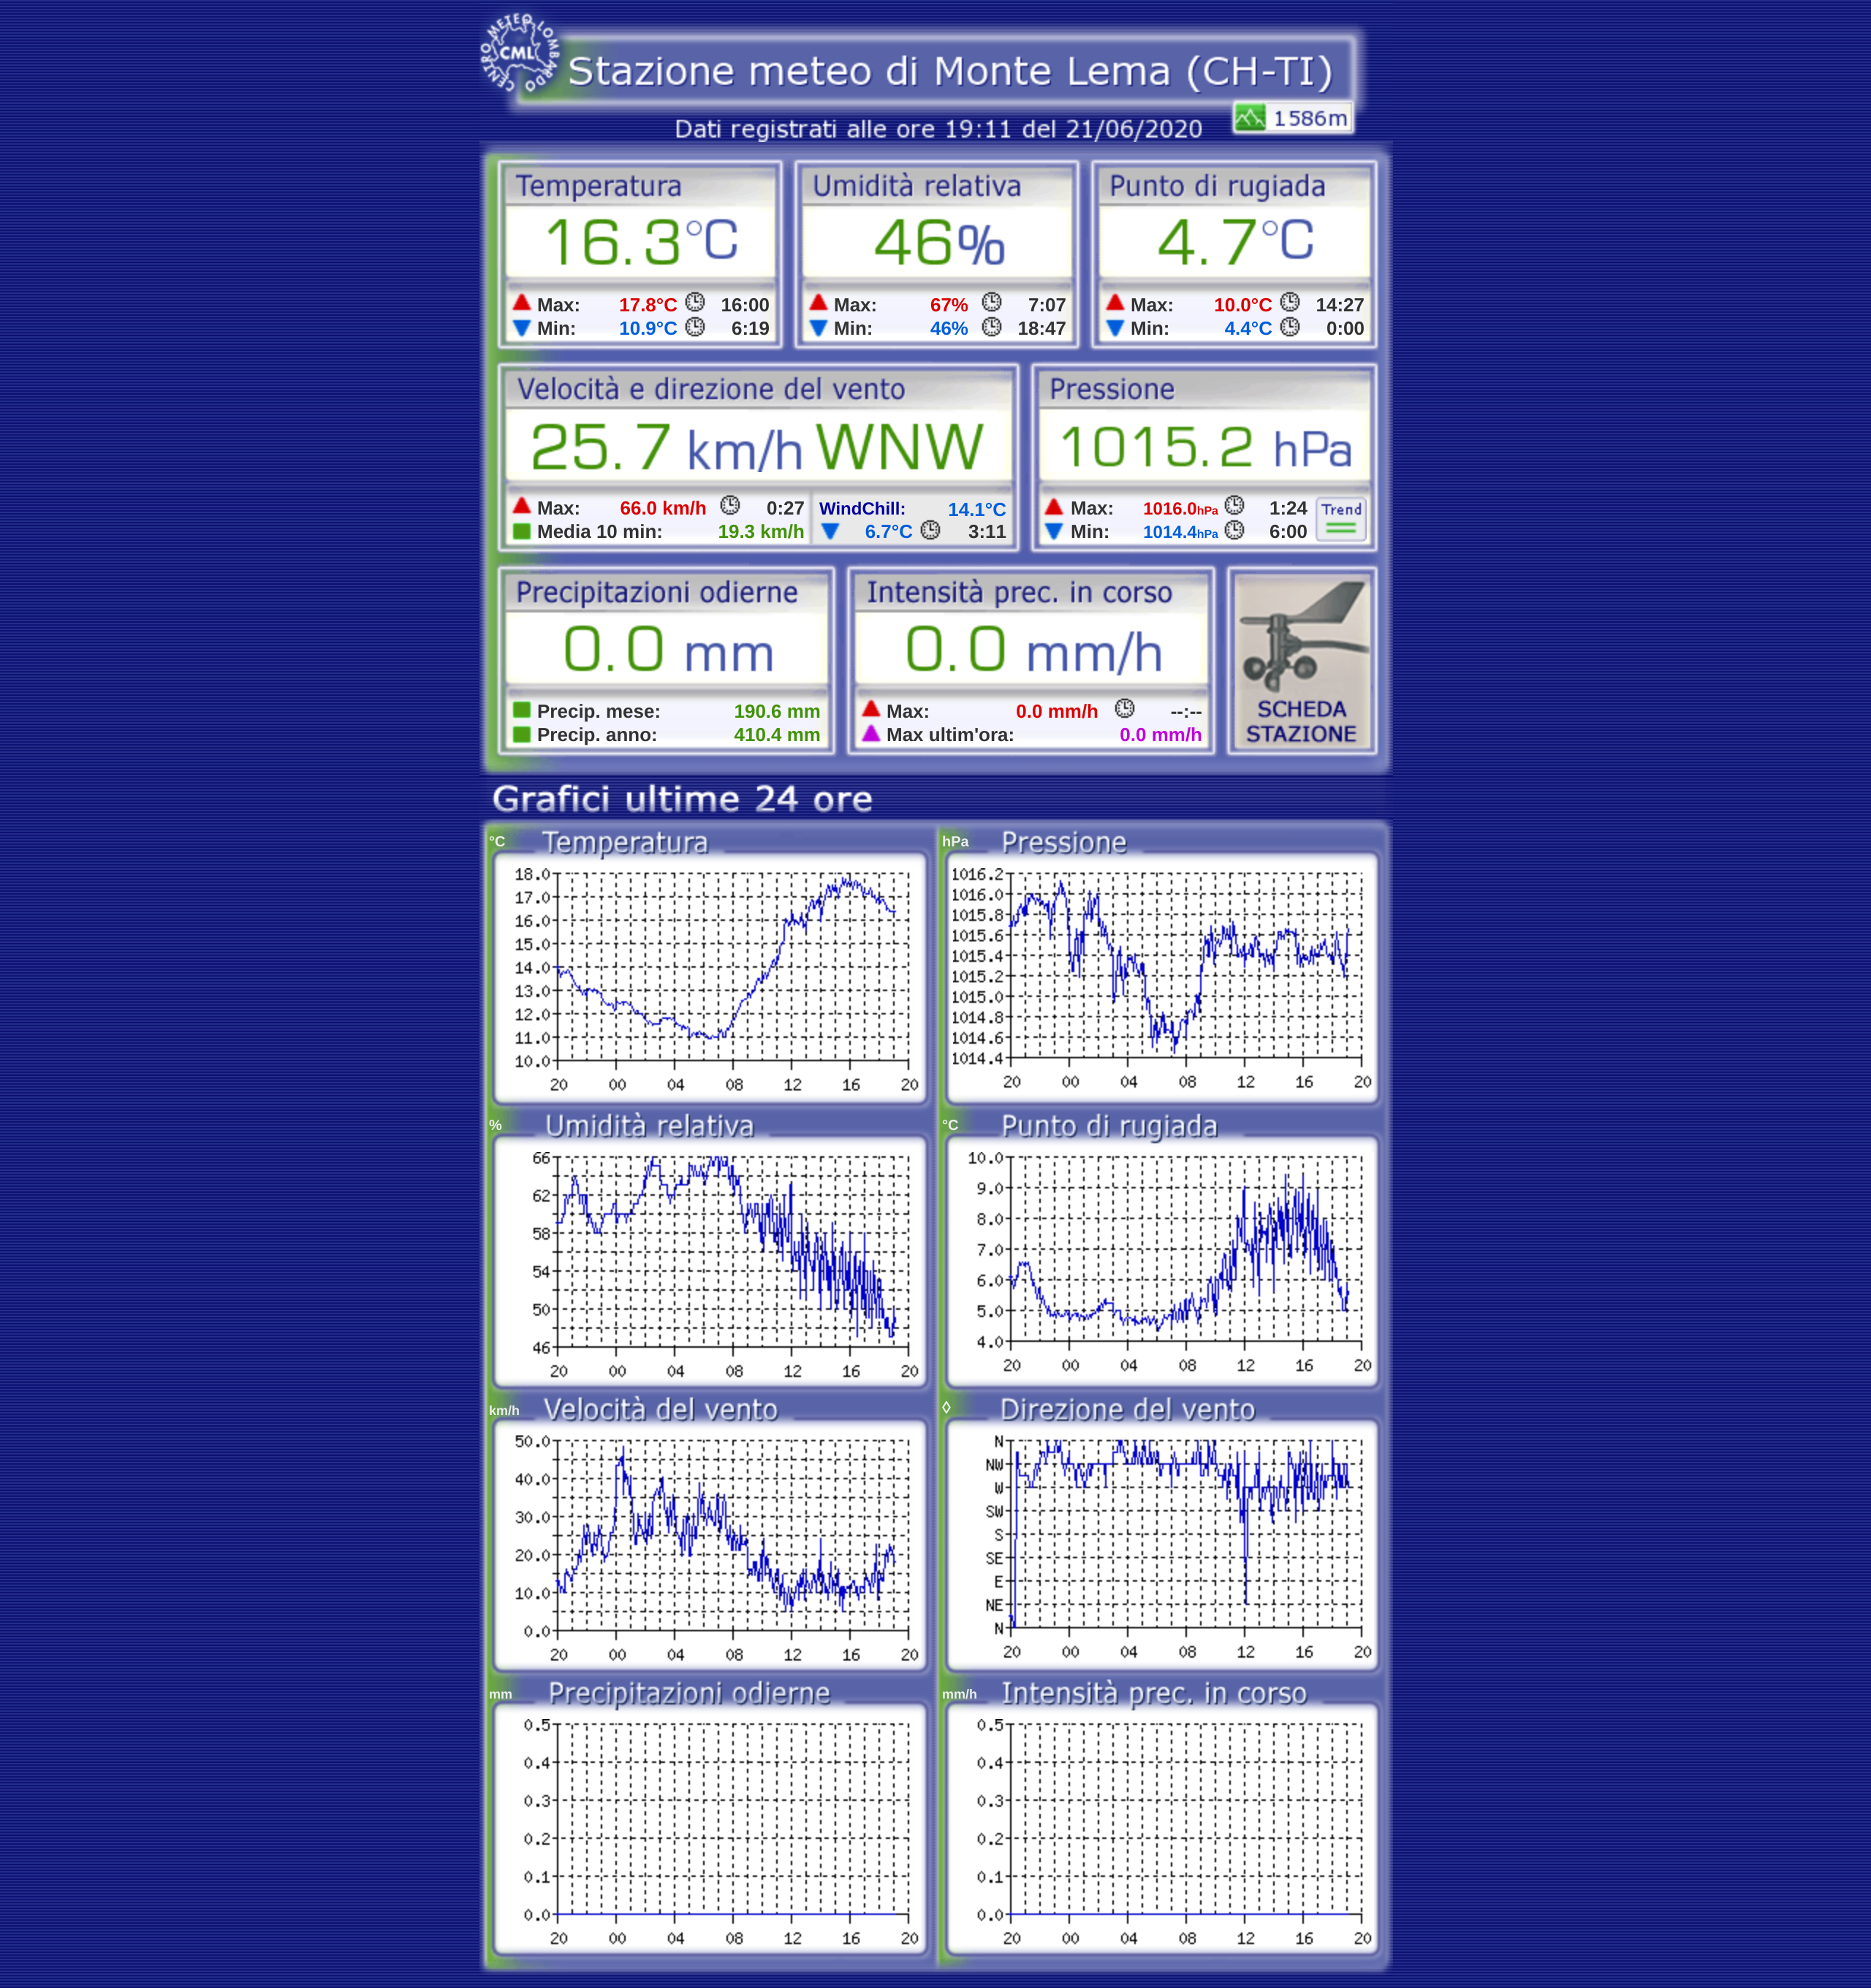 CENTRO METEO LOMBARDO
CML
Stazione meteo di Monte Lema (CH-TI)
1586m
Dati registrati alle ore 19:11 del 21/06/2020
Temperatura
16.3°C
Max: 17.8°C 16:00
Min: 10.9°C 6:19
Umidità relativa
46%
Max: 67% 7:07
Min: 46% 18:47
Punto di rugiada
4.7°C
Max: 10.0°C 14:27
Min: 4.4°C 0:00
Velocità e direzione del vento
25.7 km/h WNW
Max: 66.0 km/h 0:27
Media 10 min: 19.3 km/h
WindChill: 14.1°C
6.7°C 3:11
Pressione
1015.2 hPa
Max: 1016.0hPa 1:24
Min: 1014.4hPa 6:00
Trend
Precipitazioni odierne
0.0 mm
Precip. mese: 190.6 mm
Precip. anno: 410.4 mm
Intensità prec. in corso
0.0 mm/h
Max: 0.0 mm/h --:--
Max ultim'ora: 0.0 mm/h
SCHEDA
STAZIONE
Grafici ultime 24 ore
°C Temperatura
18.0
17.0
16.0
15.0
14.0
13.0
12.0
11.0
10.0
20 00 04 08 12 16 20
hPa Pressione
1016.2
1016.0
1015.8
1015.6
1015.4
1015.2
1015.0
1014.8
1014.6
1014.4
20 00 04 08 12 16 20
% Umidità relativa
66
62
58
54
50
46
20 00 04 08 12 16 20
°C Punto di rugiada
10.0
9.0
8.0
7.0
6.0
5.0
4.0
20 00 04 08 12 16 20
km/h Velocità del vento
50.0
40.0
30.0
20.0
10.0
0.0
20 00 04 08 12 16 20
◊ Direzione del vento
N
NW
W
SW
S
SE
E
NE
N
20 00 04 08 12 16 20
mm Precipitazioni odierne
0.5
0.4
0.3
0.2
0.1
0.0
20 00 04 08 12 16 20
mm/h Intensità prec. in corso
0.5
0.4
0.3
0.2
0.1
0.0
20 00 04 08 12 16 20